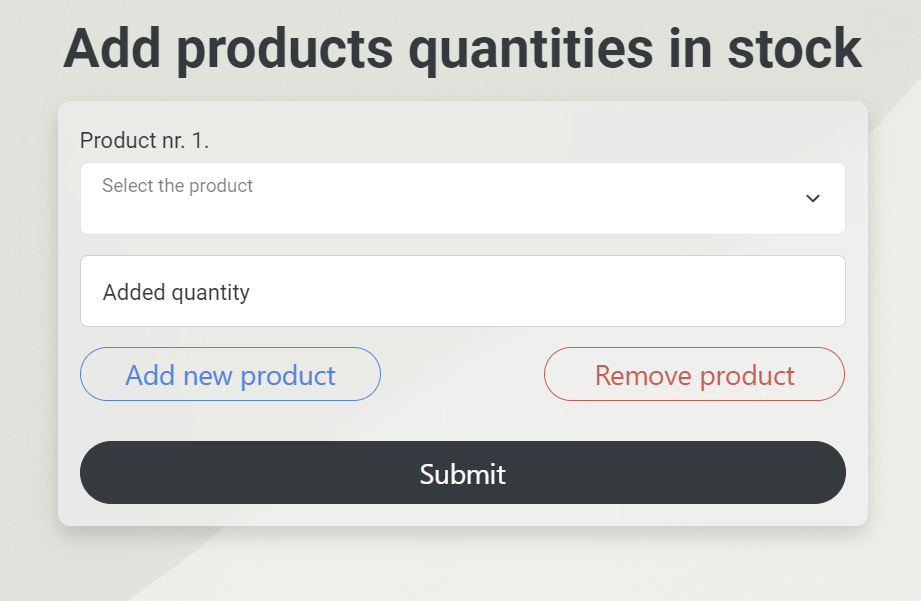 Add products quantities in stock
Product nr. 1.
Select the product
Added quantity
Add new product
Remove product
Submit